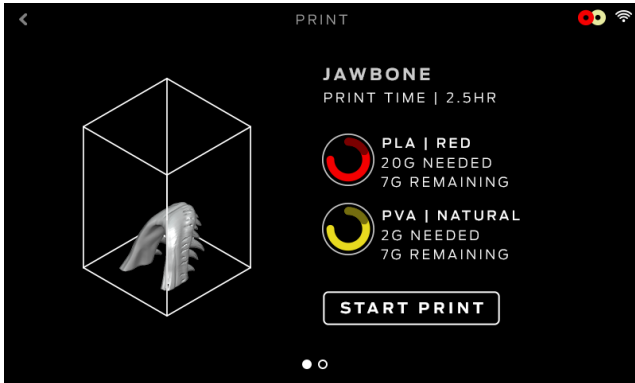 PRINT
JAWBONE
PRINT TIME | 2.5HR
PLA | RED
20G NEEDED
7G REMAINING
PVA | NATURAL
2G NEEDED
7G REMAINING
START PRINT